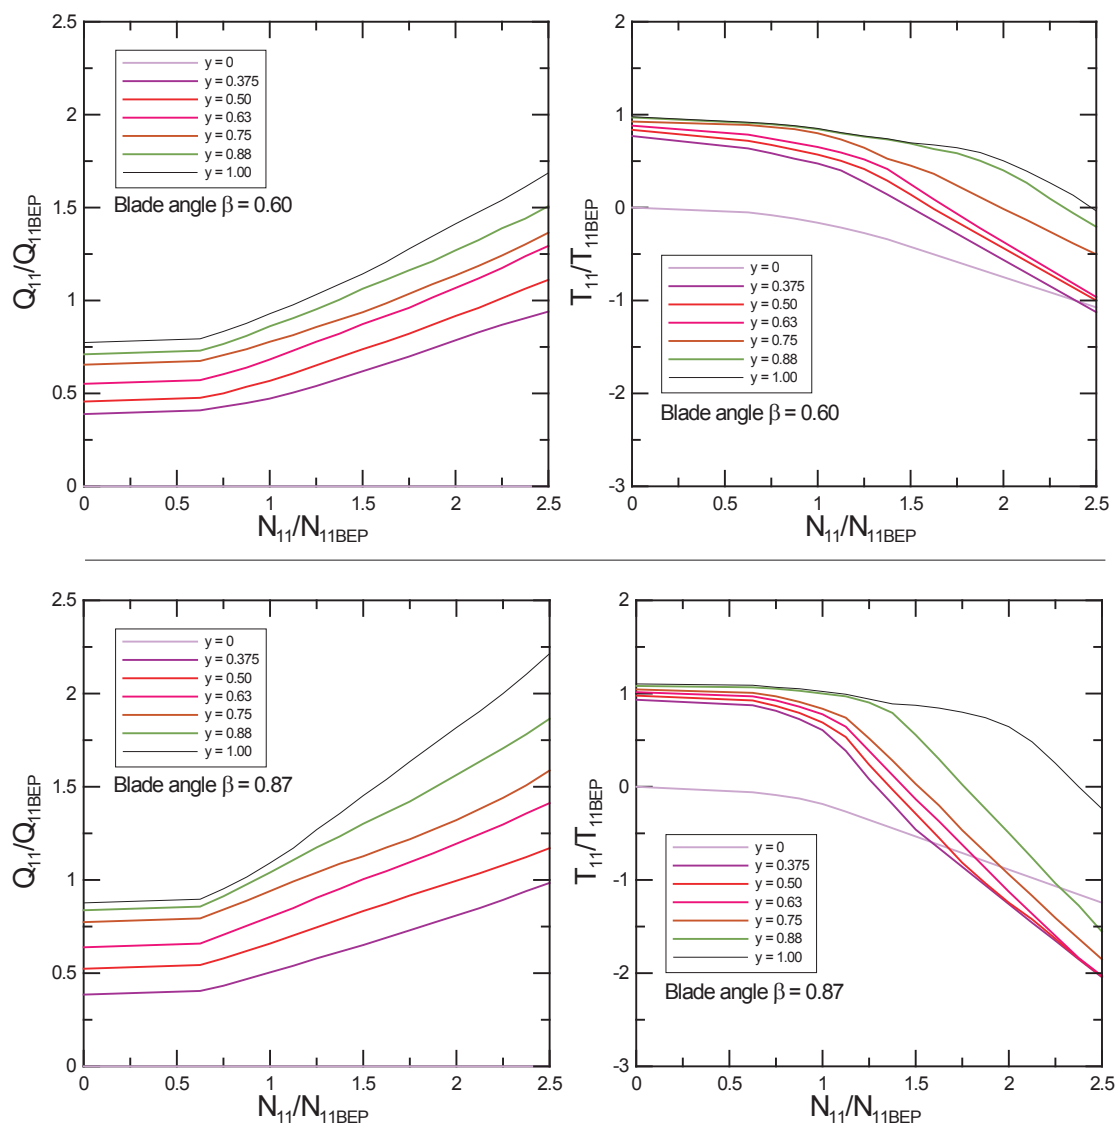 2.5
2
1.5
1
0.5
0
Q₁₁/Q₁₁BEP
y = 0
y = 0.375
y = 0.50
y = 0.63
y = 0.75
y = 0.88
y = 1.00
Blade angle β = 0.60
0 0.5 1 1.5 2 2.5
N₁₁/N₁₁BEP
2
1
0
-1
-2
-3
T₁₁/T₁₁BEP
y = 0
y = 0.375
y = 0.50
y = 0.63
y = 0.75
y = 0.88
y = 1.00
Blade angle β = 0.60
0 0.5 1 1.5 2 2.5
N₁₁/N₁₁BEP
2.5
2
1.5
1
0.5
0
Q₁₁/Q₁₁BEP
y = 0
y = 0.375
y = 0.50
y = 0.63
y = 0.75
y = 0.88
y = 1.00
Blade angle β = 0.87
0 0.5 1 1.5 2 2.5
N₁₁/N₁₁BEP
2
1
0
-1
-2
-3
T₁₁/T₁₁BEP
y = 0
y = 0.375
y = 0.50
y = 0.63
y = 0.75
y = 0.88
y = 1.00
Blade angle β = 0.87
0 0.5 1 1.5 2 2.5
N₁₁/N₁₁BEP